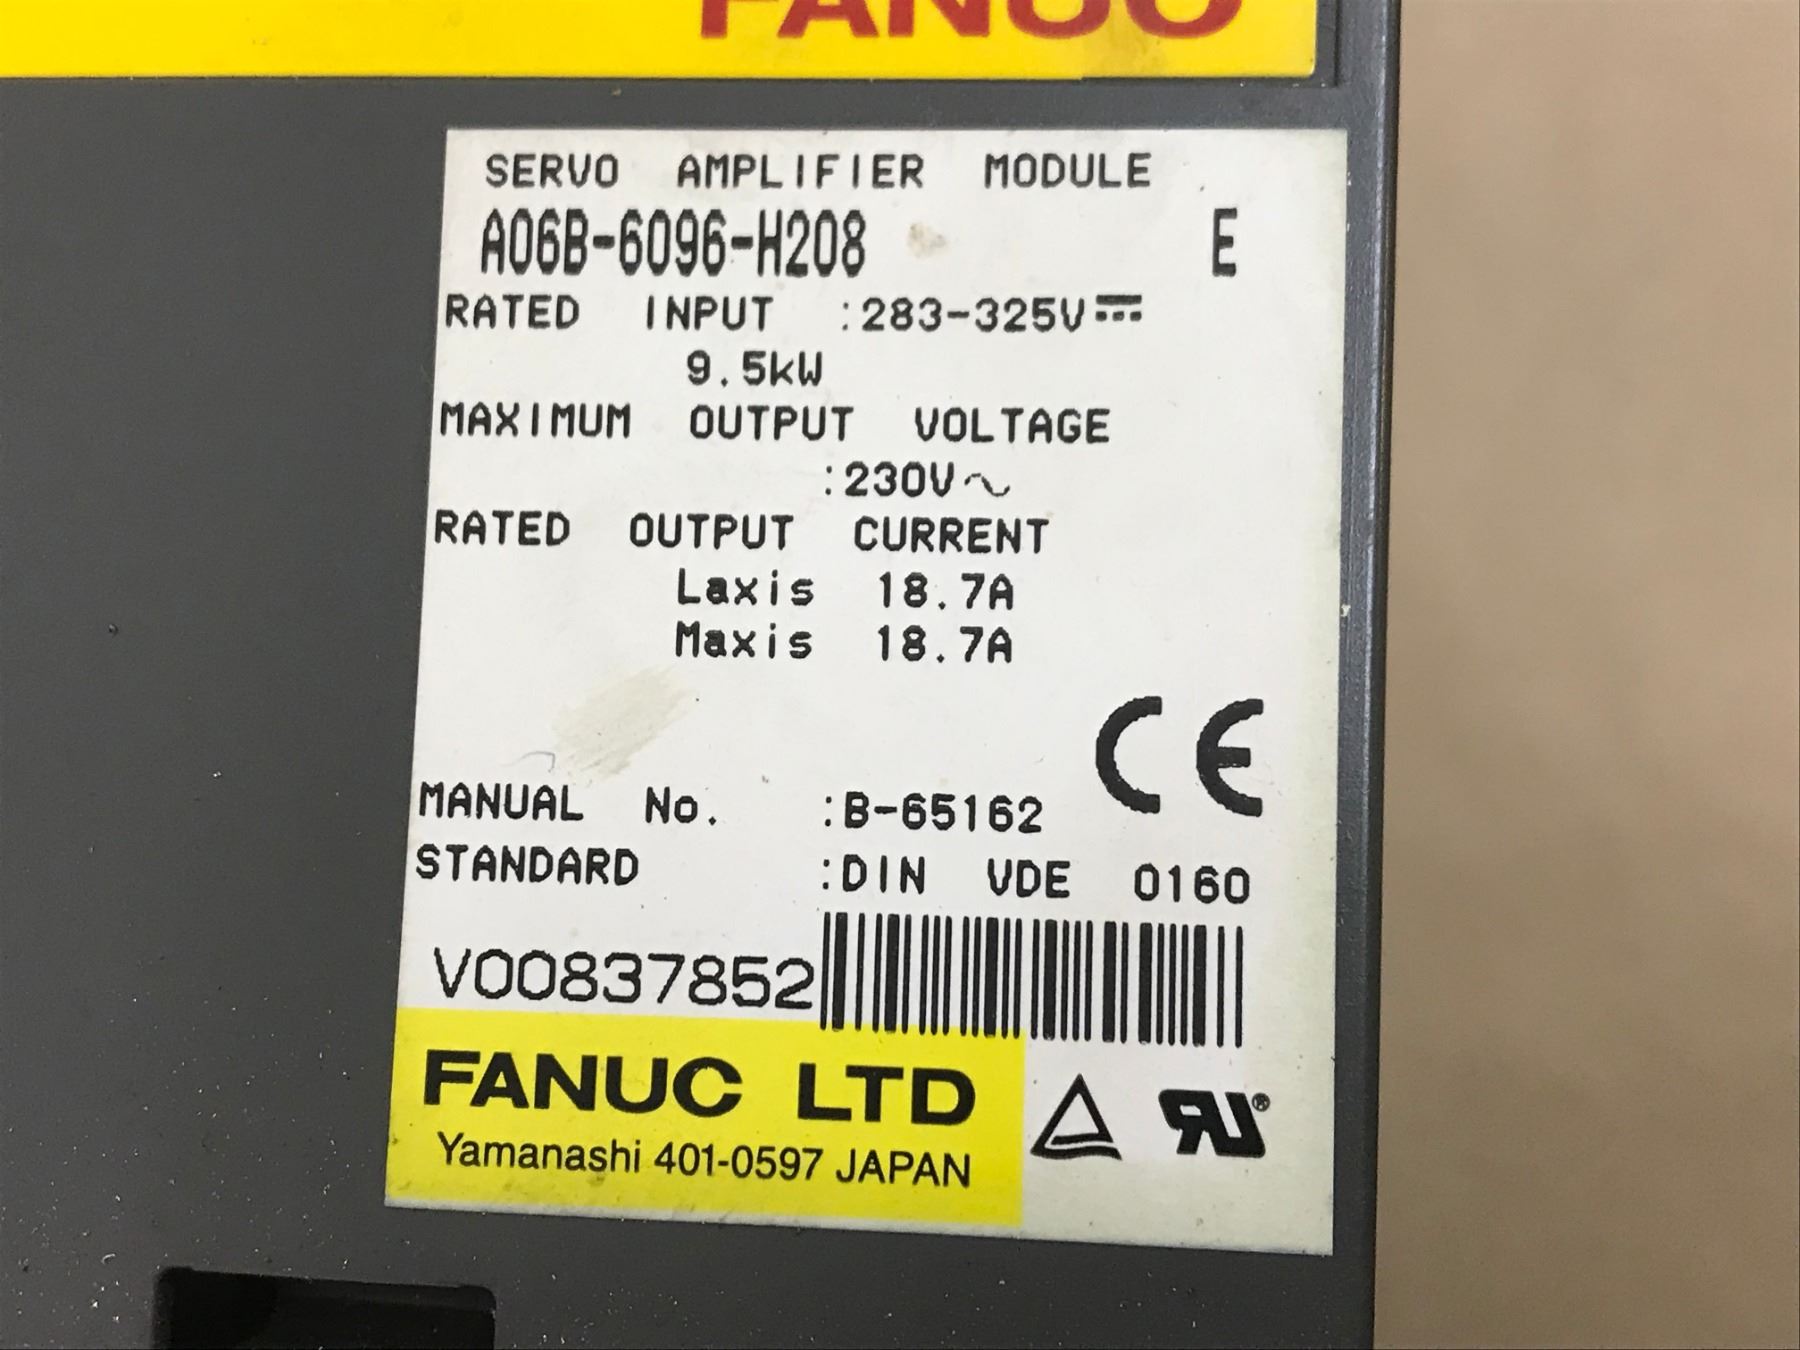 FANUC
SERVO AMPLIFIER MODULE
A06B-6096-H208 E
RATED INPUT :283-325V⎓
9.5kW
MAXIMUM OUTPUT VOLTAGE
:230V～
RATED OUTPUT CURRENT
Laxis 18.7A
Maxis 18.7A
CE
MANUAL No. :B-65162
STANDARD :DIN VDE 0160
V00837852
FANUC LTD
Yamanashi 401-0597 JAPAN
RU®